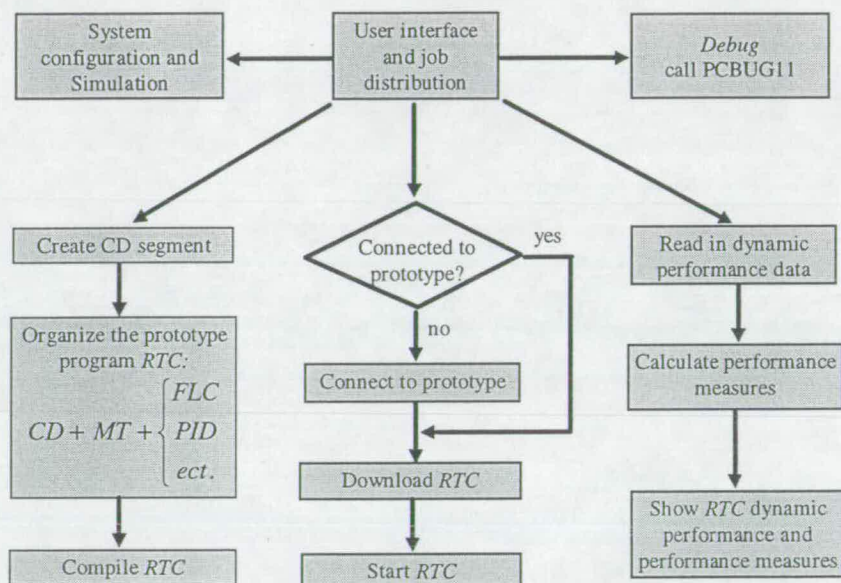 System
configuration and
Simulation
User interface
and job
distribution
Debug
call PCBUG11
Create CD segment
Connected to
prototype?
yes
no
Read in dynamic
performance data
Organize the prototype
program RTC:
CD + MT + { FLC
PID
ect.
Connect to prototype
Calculate performance
measures
Download RTC
Show RTC dynamic
performance and
performance measures
Compile RTC
Start RTC